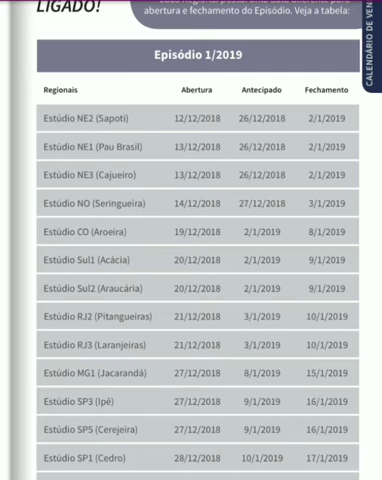 LIGADO!
abertura e fechamento do Episódio. Veja a tabela:
CALENDÁRIO DE VEN
Episódio 1/2019
Regionais Abertura Antecipado Fechamento
Estúdio NE2 (Sapoti) 12/12/2018 26/12/2018 2/1/2019
Estúdio NE1 (Pau Brasil) 13/12/2018 26/12/2018 2/1/2019
Estúdio NE3 (Cajueiro) 13/12/2018 26/12/2018 2/1/2019
Estúdio NO (Seringueira) 14/12/2018 27/12/2018 3/1/2019
Estúdio CO (Aroeira) 19/12/2018 2/1/2019 8/1/2019
Estúdio Sul1 (Acácia) 20/12/2018 2/1/2019 9/1/2019
Estúdio Sul2 (Araucária) 20/12/2018 2/1/2019 9/1/2019
Estúdio RJ2 (Pitangueiras) 21/12/2018 3/1/2019 10/1/2019
Estúdio RJ3 (Laranjeiras) 21/12/2018 3/1/2019 10/1/2019
Estúdio MG1 (Jacarandá) 27/12/2018 8/1/2019 15/1/2019
Estúdio SP3 (Ipê) 27/12/2018 9/1/2019 16/1/2019
Estúdio SP5 (Cerejeira) 27/12/2018 9/1/2019 16/1/2019
Estúdio SP1 (Cedro) 28/12/2018 10/1/2019 17/1/2019